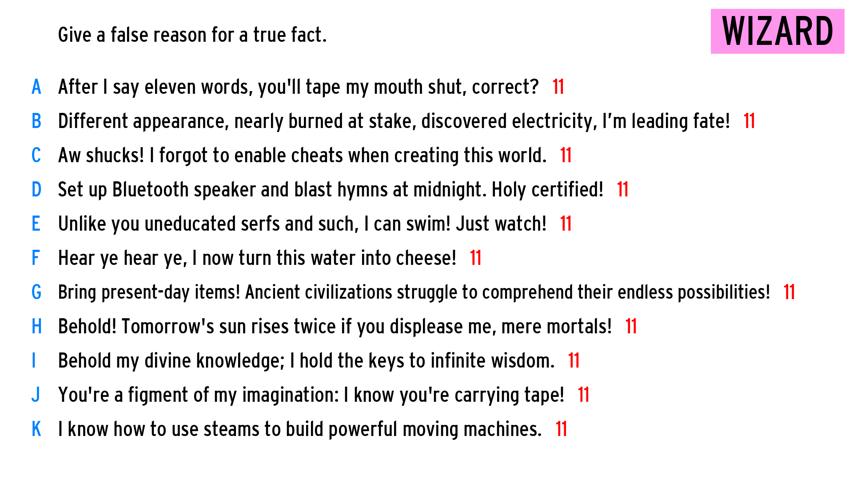 Give a false reason for a true fact.
WIZARD
A After I say eleven words, you'll tape my mouth shut, correct? 11
B Different appearance, nearly burned at stake, discovered electricity, I’m leading fate! 11
C Aw shucks! I forgot to enable cheats when creating this world. 11
D Set up Bluetooth speaker and blast hymns at midnight. Holy certified! 11
E Unlike you uneducated serfs and such, I can swim! Just watch! 11
F Hear ye hear ye, I now turn this water into cheese! 11
G Bring present-day items! Ancient civilizations struggle to comprehend their endless possibilities! 11
H Behold! Tomorrow's sun rises twice if you displease me, mere mortals! 11
I Behold my divine knowledge; I hold the keys to infinite wisdom. 11
J You're a figment of my imagination: I know you're carrying tape! 11
K I know how to use steams to build powerful moving machines. 11